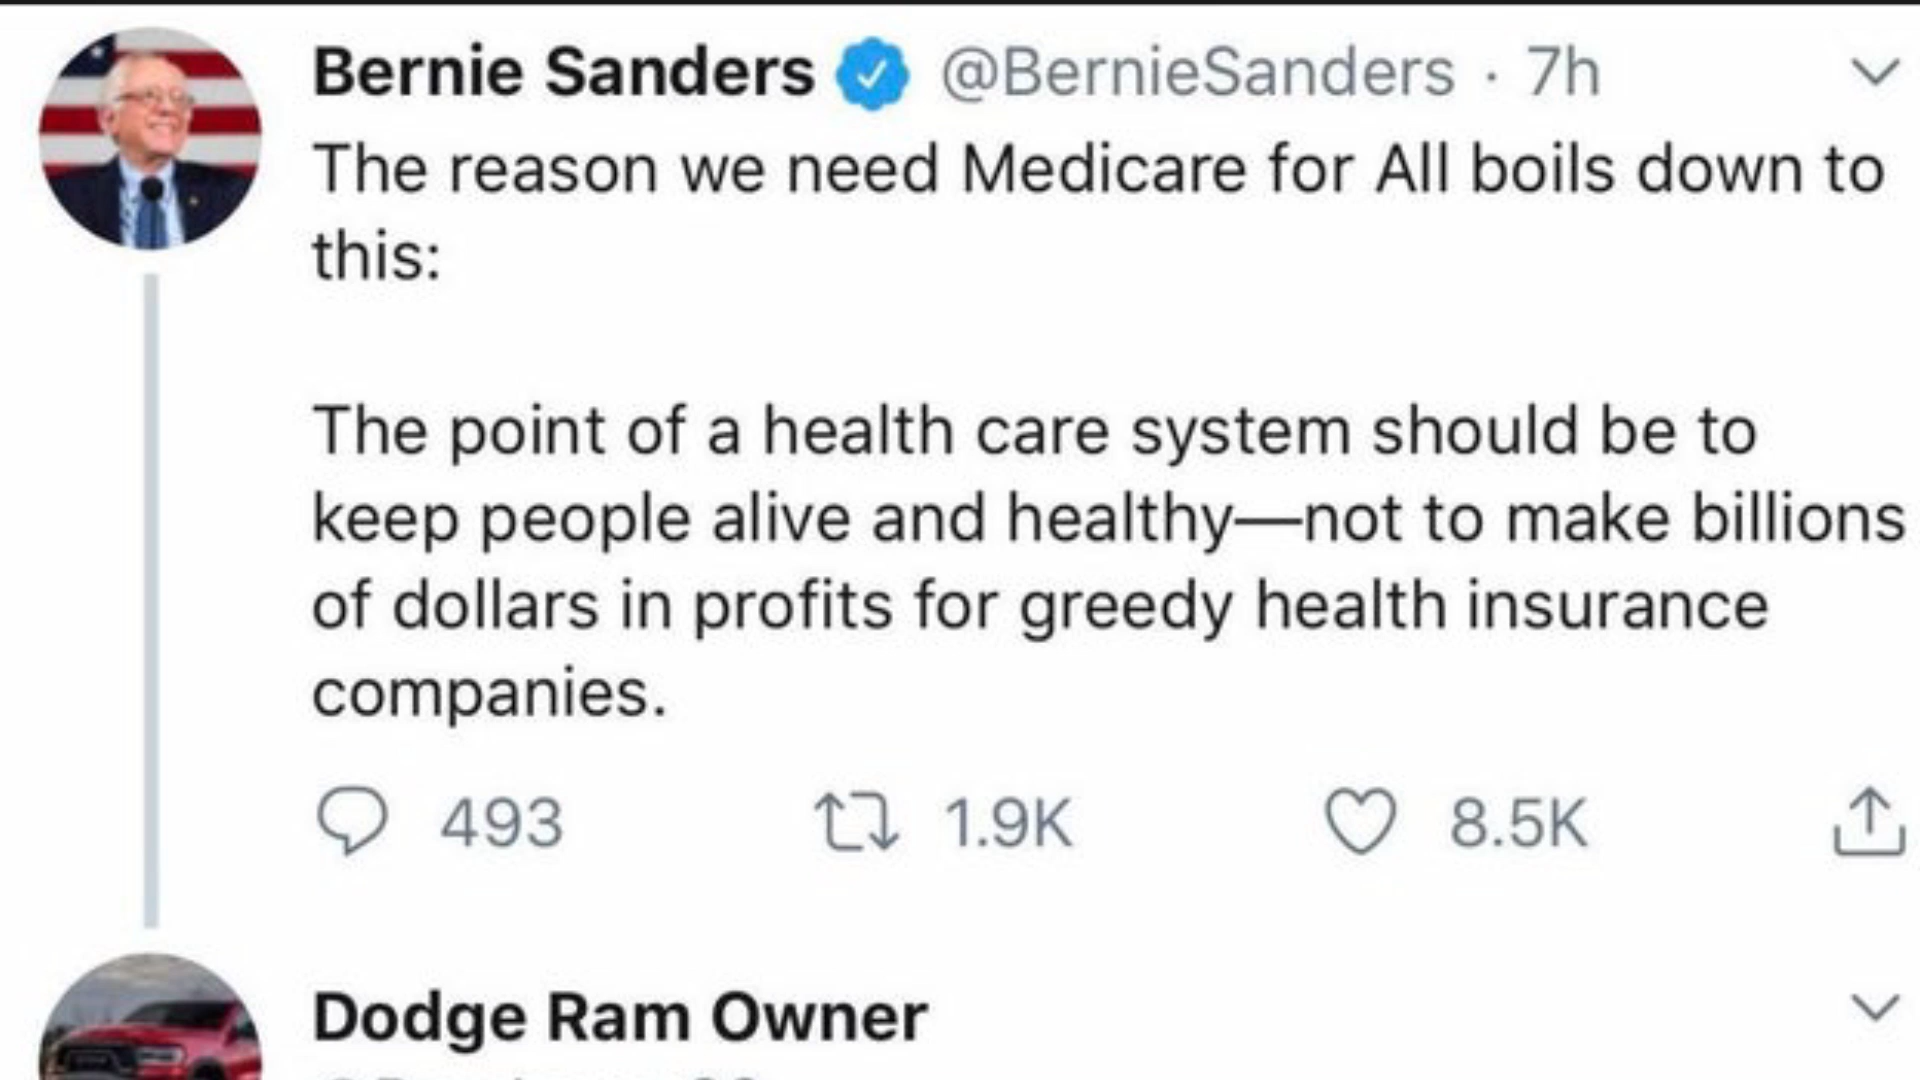 Bernie Sanders @BernieSanders · 7h
The reason we need Medicare for All boils down to
this:
The point of a health care system should be to
keep people alive and healthy—not to make billions
of dollars in profits for greedy health insurance
companies.
493 1.9K 8.5K
Dodge Ram Owner